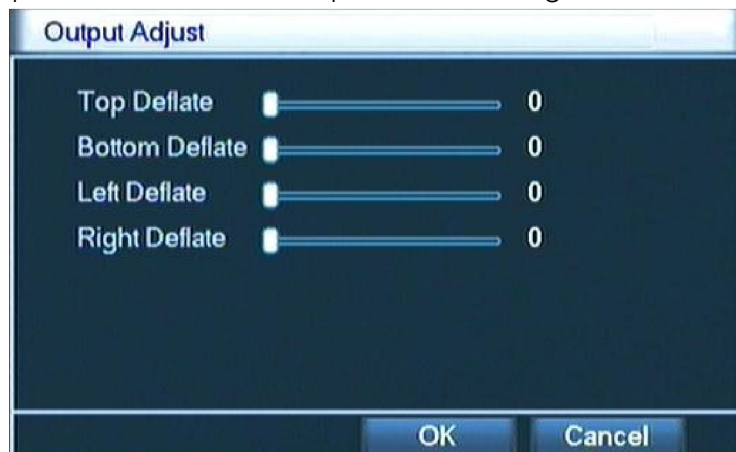 Output Adjust
Top Deflate 0
Bottom Deflate 0
Left Deflate 0
Right Deflate 0
OK Cancel